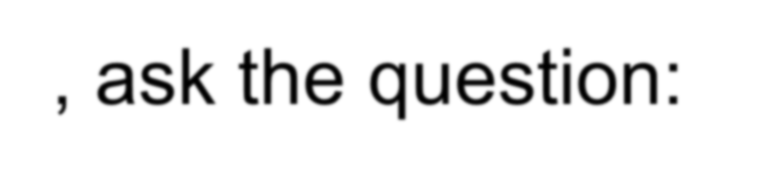 , ask the question: